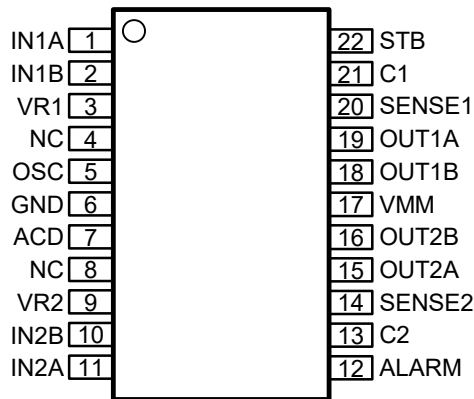 IN1A 1 22 STB
IN1B 2 21 C1
VR1 3 20 SENSE1
NC 4 19 OUT1A
OSC 5 18 OUT1B
GND 6 17 VMM
ACD 7 16 OUT2B
NC 8 15 OUT2A
VR2 9 14 SENSE2
IN2B 10 13 C2
IN2A 11 12 ALARM